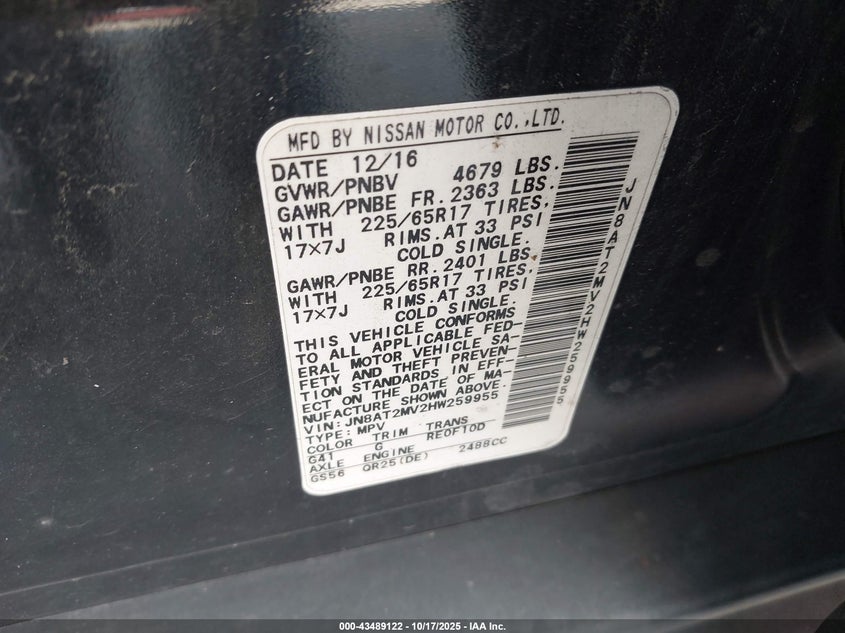 MFD BY NISSAN MOTOR CO.,LTD.
DATE 12/16
GVWR/PNBV 4679 LBS.
GAWR/PNBE FR. 2363 LBS.
WITH 225/65R17 TIRES,
17×7J RIMS.AT 33 PSI
COLD SINGLE.
GAWR/PNBE RR. 2401 LBS.
WITH 225/65R17 TIRES,
17×7J RIMS.AT 33 PSI
COLD SINGLE.
THIS VEHICLE CONFORMS
TO ALL APPLICABLE FED-
ERAL MOTOR VEHICLE SA-
FETY AND THEFT PREVEN-
TION STANDARDS IN EFF-
ECT ON THE DATE OF MA-
NUFACTURE SHOWN ABOVE.
VIN:JN8AT2MV2HW259955
TYPE:MPV
COLOR TRIM TRANS
G41 G RE0F10D
AXLE ENGINE
GS56 QR25(DE) 2488CC
JN8AT2MV2HW259955
000-43489122 | 10/17/2025 - IAA Inc.